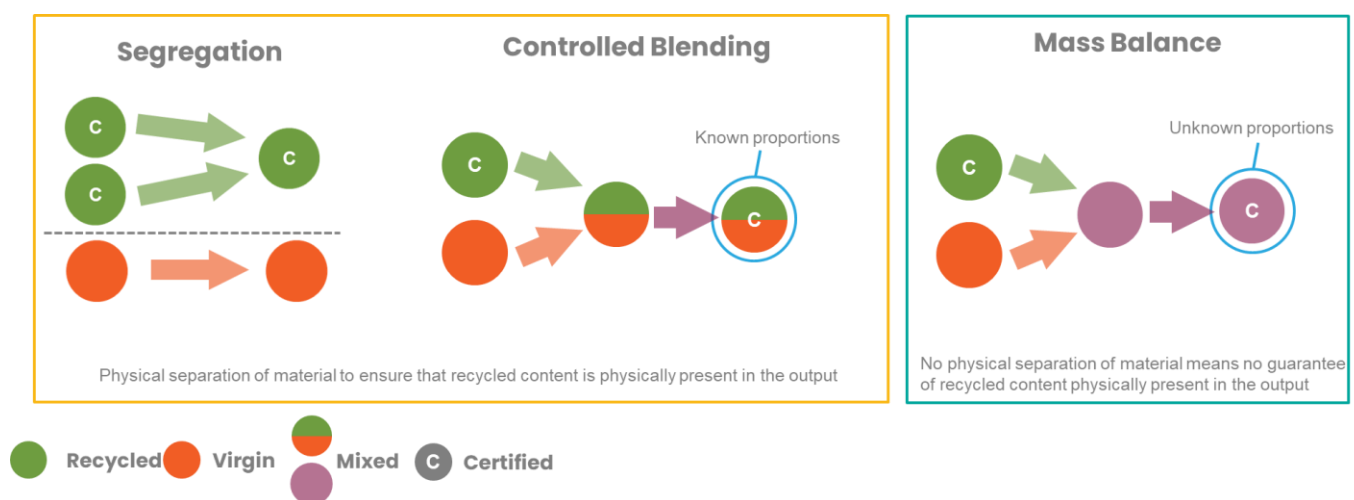 Segregation
C
C
C
Controlled Blending
Known proportions
C
C
Physical separation of material to ensure that recycled content is physically present in the output
Mass Balance
Unknown proportions
C
C
No physical separation of material means no guarantee
of recycled content physically present in the output
Recycled
Virgin
Mixed
C
Certified